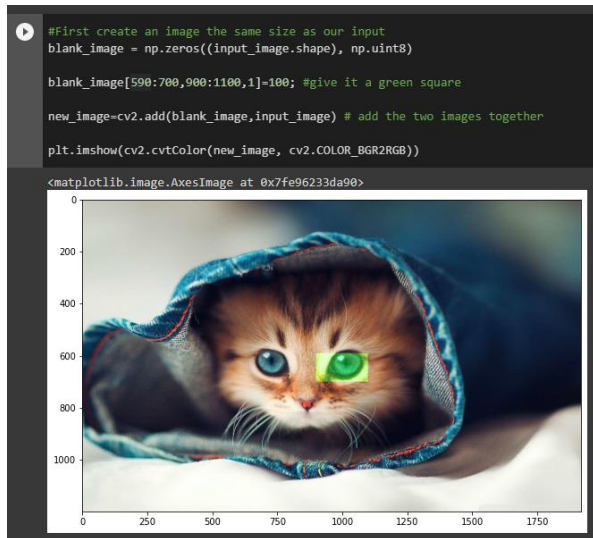 #First create an image the same size as our input
blank_image = np.zeros((input_image.shape), np.uint8)
blank_image[590:700,900:1100,1]=100; #give it a green square
new_image=cv2.add(blank_image,input_image) # add the two images together
plt.imshow(cv2.cvtColor(new_image, cv2.COLOR_BGR2RGB))
<matplotlib.image.AxesImage at 0x7fe96233da90>
0
200
400
600
800
1000
0 250 500 750 1000 1250 1500 1750